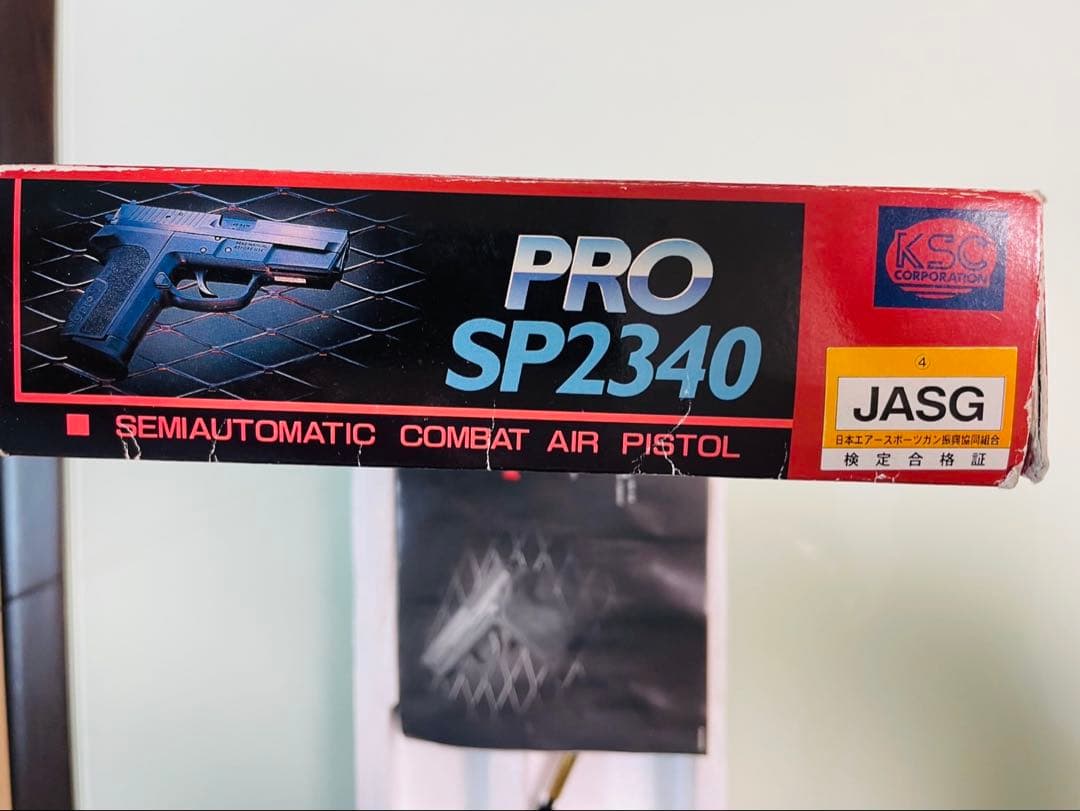 PRO
SP2340
SEMIAUTOMATIC COMBAT AIR PISTOL
KSC
CORPORATION
④
JASG
日本エアースポーツガン振興協同組合
検定合格証